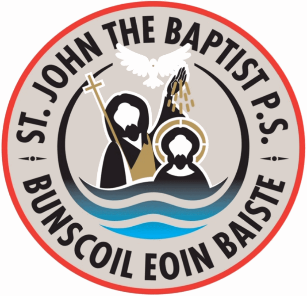 ST. JOHN THE BAPTIST P.S.
BUNSCOIL EOIN BAISTE